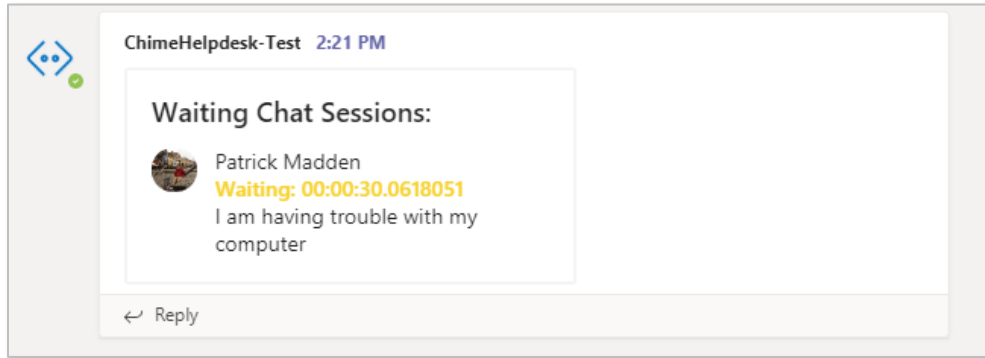 ChimeHelpdesk-Test 2:21 PM
Waiting Chat Sessions:
Patrick Madden
Waiting: 00:00:30.0618051
I am having trouble with my
computer
Reply